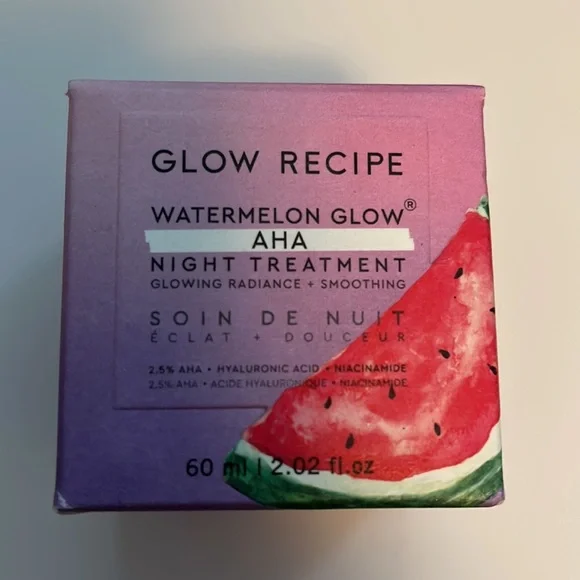 GLOW RECIPE
WATERMELON GLOW®
AHA
NIGHT TREATMENT
GLOWING RADIANCE + SMOOTHING
SOIN DE NUIT
ÉCLAT + DOUCEUR
2.5% AHA • HYALURONIC ACID • NIACINAMIDE
2.5% AHA • ACIDE HYALURONIQUE • NIACINAMIDE
60 ml | 2.02 fl.oz